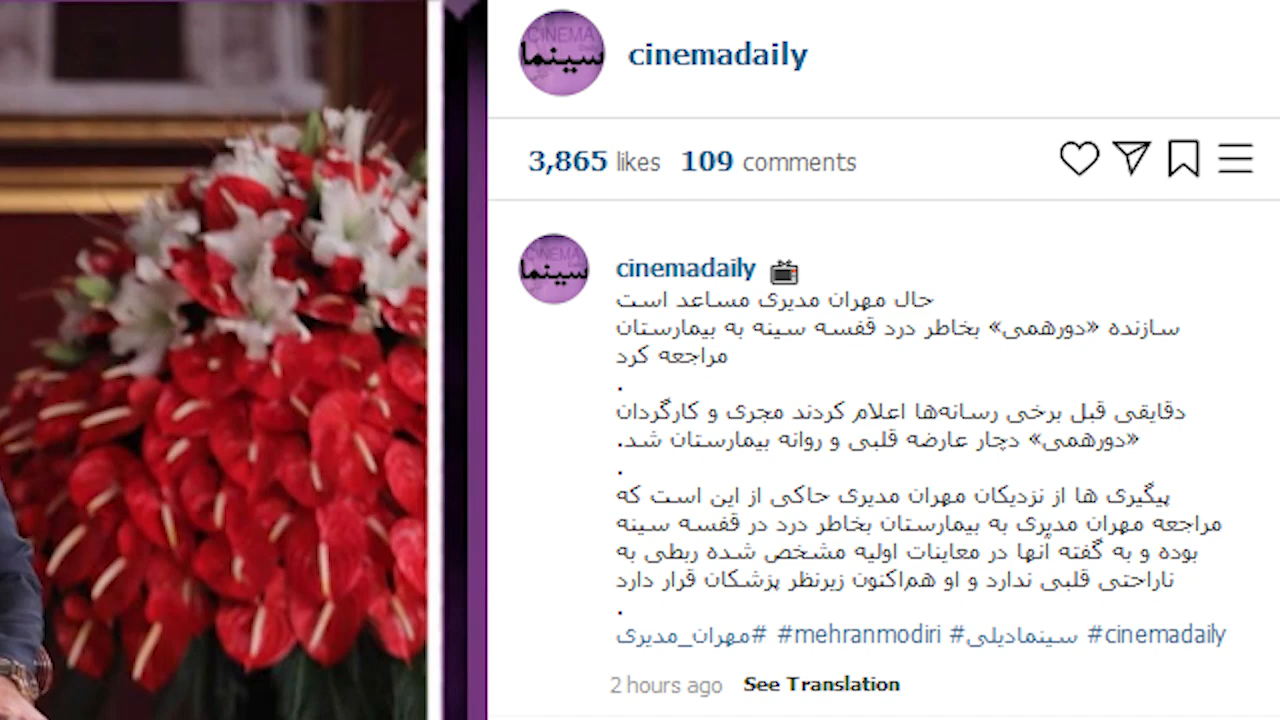 CINEMA
سینما
cinemadaily
3,865 likes 109 comments
CINEMA
سینما
cinemadaily
حال مهران مدیری مساعد است
سازنده «دورهمی» بخاطر درد قفسه سینه به بیمارستان
مراجعه کرد
.
دقایقی قبل برخی رسانه‌ها اعلام کردند مجری و کارگردان
«دورهمی» دچار عارضه قلبی و روانه بیمارستان شد.
.
پیگیری ها از نزدیکان مهران مدیری حاکی از این است که
مراجعه مهران مدیری به بیمارستان بخاطر درد در قفسه سینه
بوده و به گفته آنها در معاینات اولیه مشخص شده ربطی به
ناراحتی قلبی ندارد و او هم‌اکنون زیرنظر پزشکان قرار دارد
.
#مهران_مدیری #mehranmodiri #سینمادیلی #cinemadaily
2 hours ago See Translation